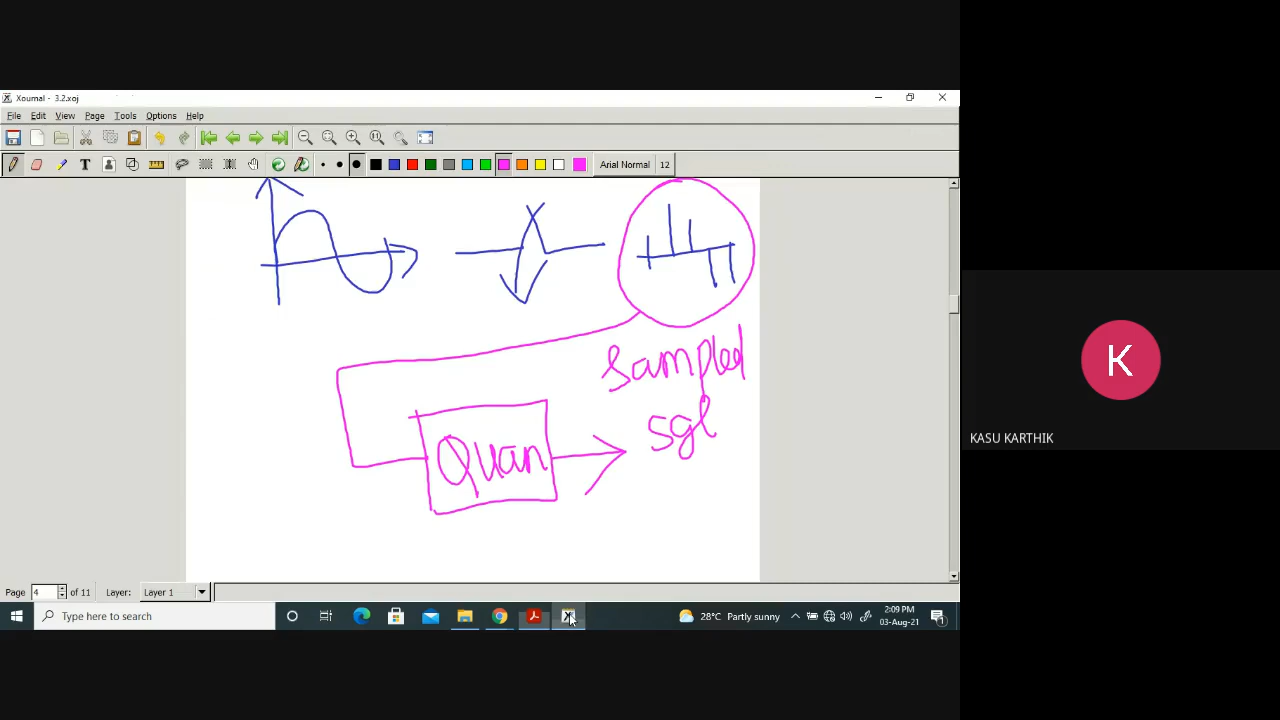 Xournal - 3.2.xoj
File Edit View Page Tools Options Help
Arial Normal 12
sampled
sgl
Quan
KASU KARTHIK
K
Page 4 of 11 Layer: Layer 1
Type here to search
28°C Partly sunny
2:09 PM
03-Aug-21
1